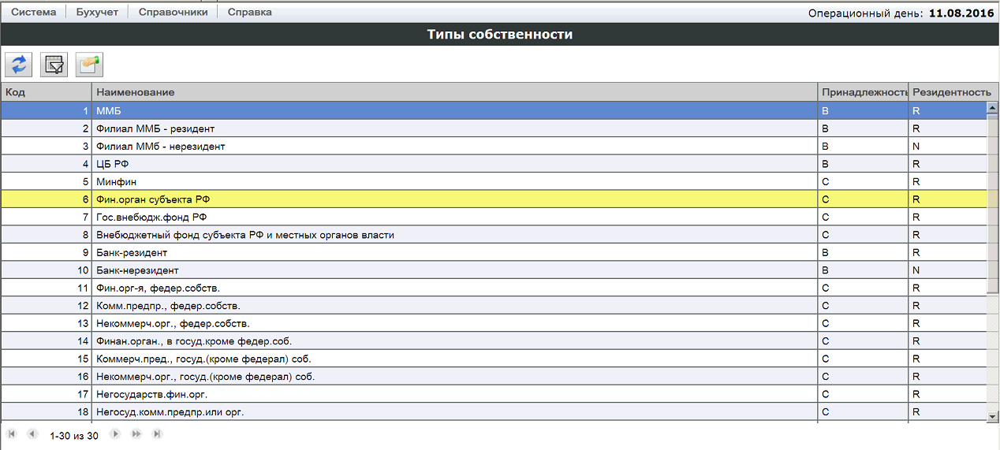 Система Бухучет Справочники Справка Операционный день: 11.08.2016
Типы собственности
Код Наименование Принадлежность Резидентность
1 ММБ B R
2 Филиал ММБ - резидент B R
3 Филиал ММб - нерезидент B N
4 ЦБ РФ B R
5 Минфин C R
6 Фин.орган субъекта РФ C R
7 Гос.внебюдж.фонд РФ C R
8 Внебюджетный фонд субъекта РФ и местных органов власти C R
9 Банк-резидент B R
10 Банк-нерезидент B N
11 Фин.орг-я, федер.собств. C R
12 Комм.предпр., федер.собств. C R
13 Некоммерч.орг., федер.собств. C R
14 Финан.орган., в госуд.кроме федер.соб. C R
15 Коммерч.пред., госуд.(кроме федерал) соб. C R
16 Некоммерч.орг., госуд.(кроме федерал) соб. C R
17 Негосударств.фин.орг. C R
18 Негосуд.комм.предпр.или орг. C R
1-30 из 30